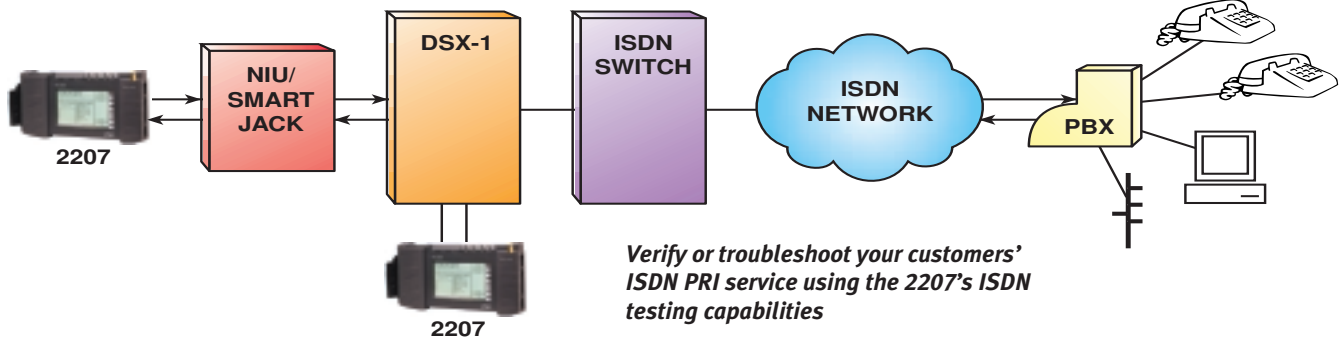 2207
NIU/
SMART
JACK
DSX-1
2207
ISDN
SWITCH
ISDN
NETWORK
PBX
Verify or troubleshoot your customers'
ISDN PRI service using the 2207's ISDN
testing capabilities